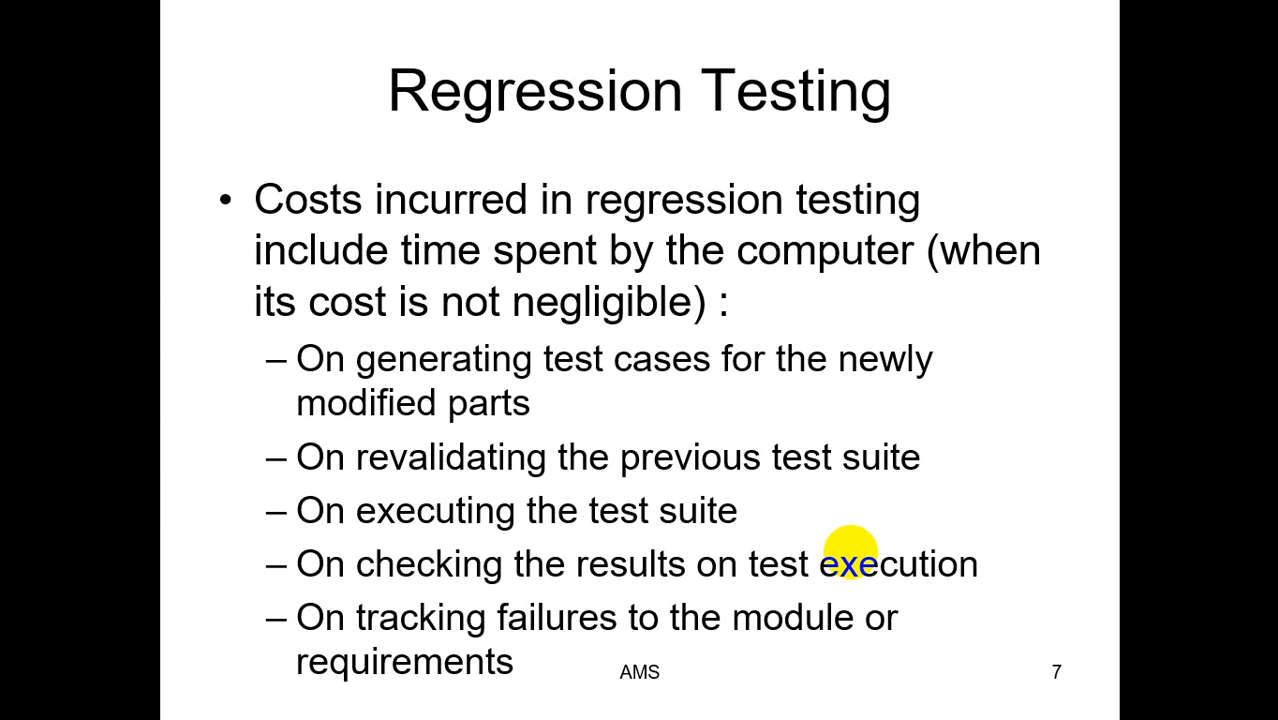 Regression Testing
• Costs incurred in regression testing
include time spent by the computer (when
its cost is not negligible) :
– On generating test cases for the newly
modified parts
– On revalidating the previous test suite
– On executing the test suite
– On checking the results on test execution
– On tracking failures to the module or
requirements
AMS
7